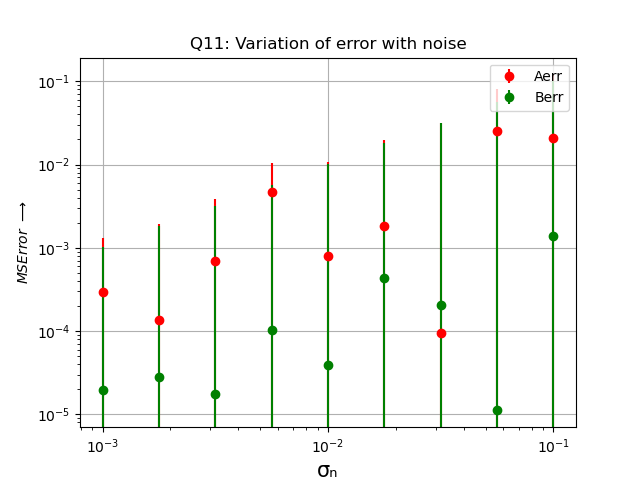 Q11: Variation of error with noise
Aerr
Berr
MSError ⟶
10⁻¹
10⁻²
10⁻³
10⁻⁴
10⁻⁵
10⁻³ 10⁻² 10⁻¹
σₙ